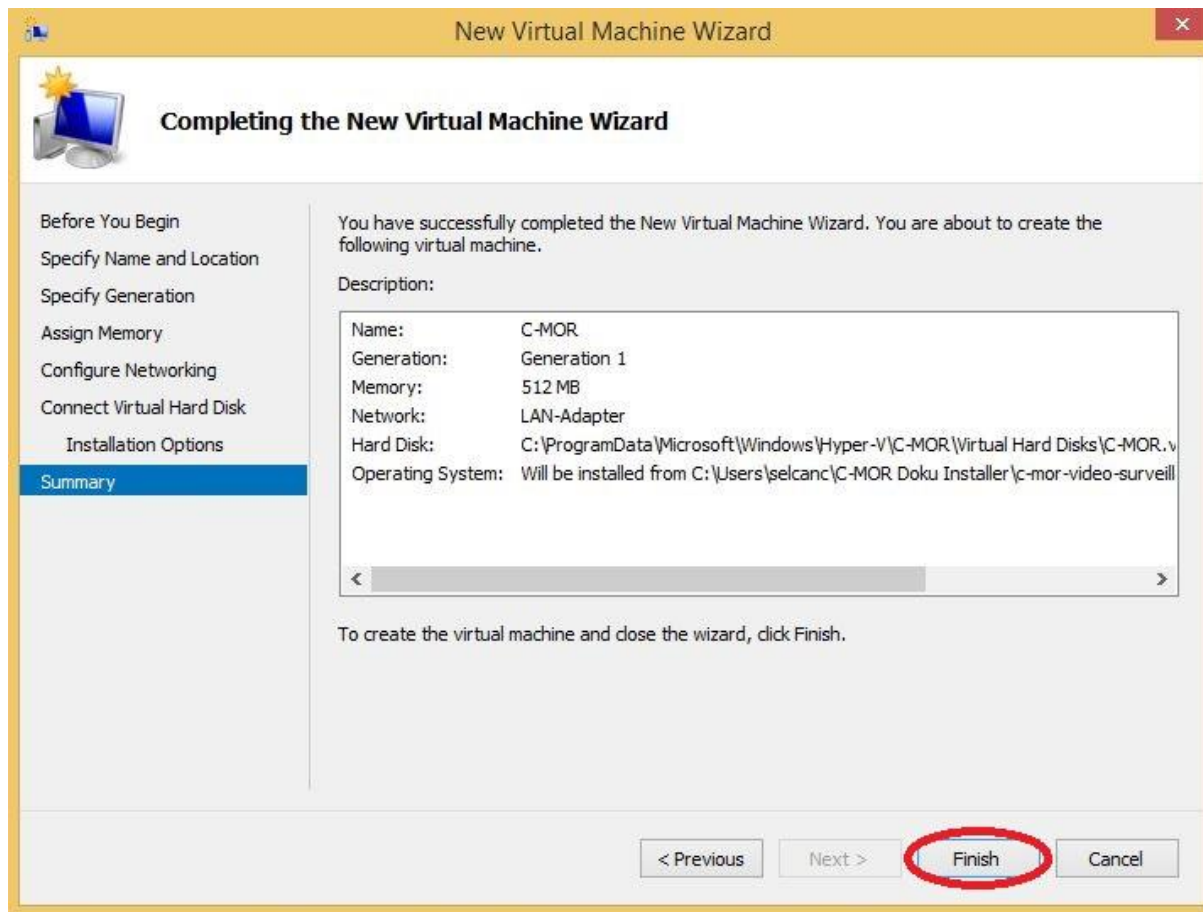 New Virtual Machine Wizard
Completing the New Virtual Machine Wizard
Before You Begin
Specify Name and Location
Specify Generation
Assign Memory
Configure Networking
Connect Virtual Hard Disk
Installation Options
Summary
You have successfully completed the New Virtual Machine Wizard. You are about to create the
following virtual machine.
Description:
Name: C-MOR
Generation: Generation 1
Memory: 512 MB
Network: LAN-Adapter
Hard Disk: C:\ProgramData\Microsoft\Windows\Hyper-V\C-MOR\Virtual Hard Disks\C-MOR.v
Operating System: Will be installed from C:\Users\selcanc\C-MOR Doku Installer\c-mor-video-surveill
To create the virtual machine and close the wizard, click Finish.
< Previous Next > Finish Cancel